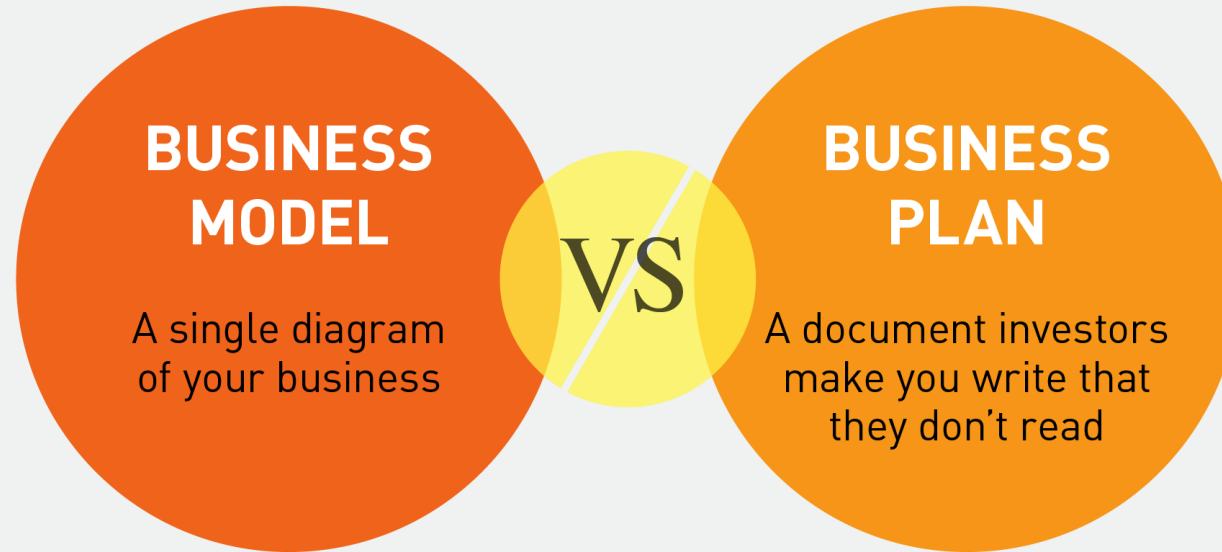 BUSINESS
MODEL
A single diagram
of your business
VS
BUSINESS
PLAN
A document investors
make you write that
they don’t read